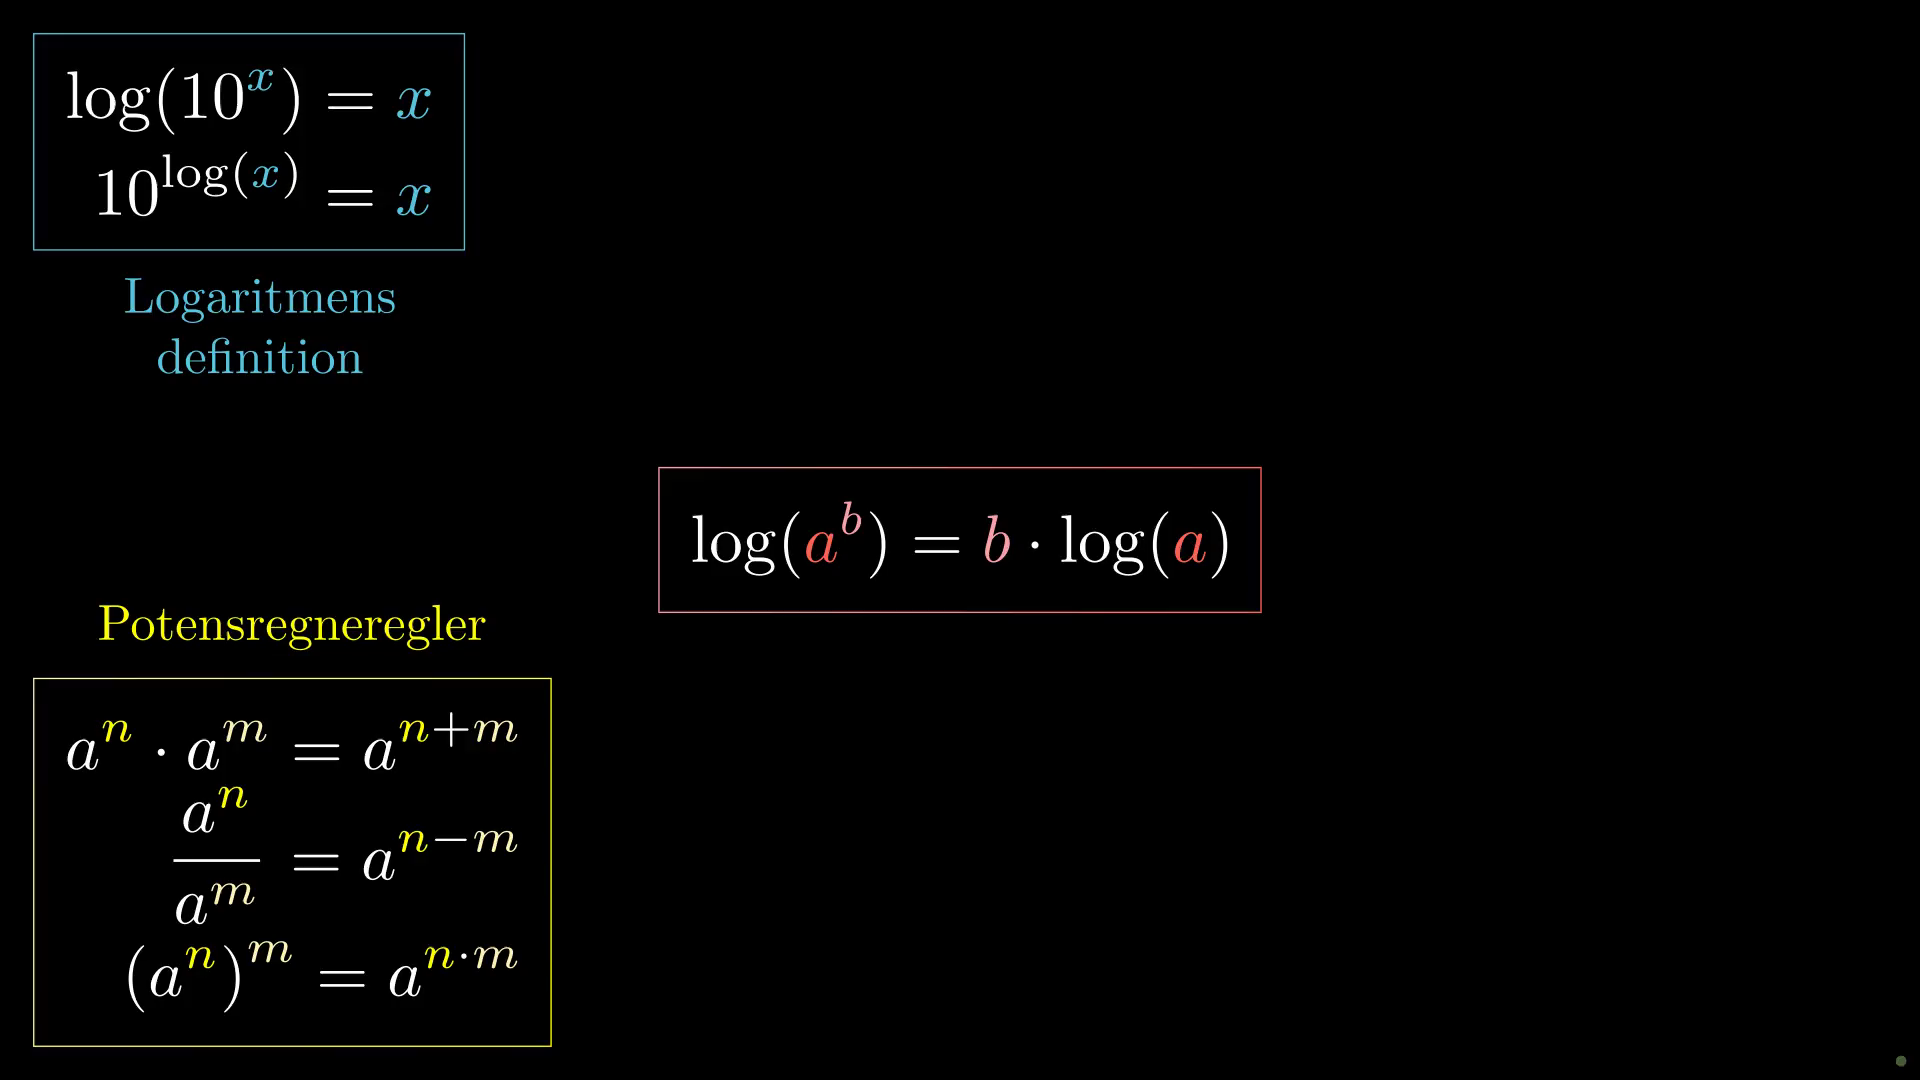 log(10^x) = x
10^log(x) = x
Logaritmens
definition
log(a^b) = b · log(a)
Potensregneregler
a^n · a^m = a^(n+m)
a^n / a^m = a^(n−m)
(a^n)^m = a^(n·m)